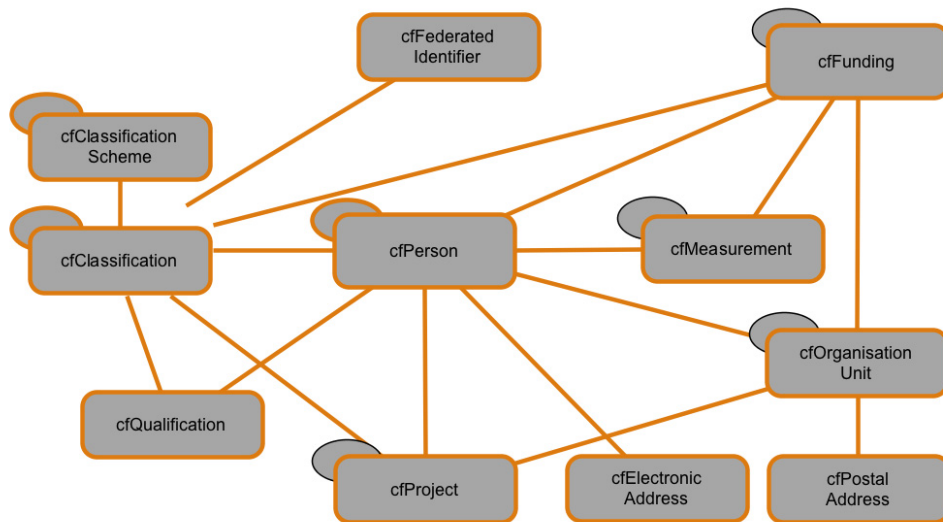 cfFederated
Identifier
cfFunding
cfClassification
Scheme
cfClassification
cfPerson
cfMeasurement
cfOrganisation
Unit
cfQualification
cfProject
cfElectronic
Address
cfPostal
Address